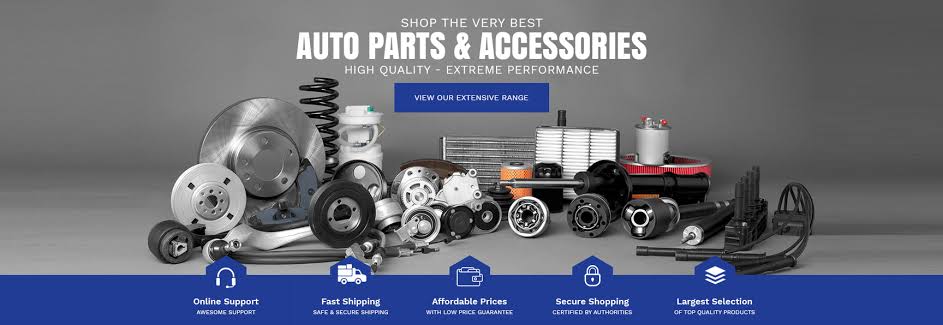 SHOP THE VERY BEST
AUTO PARTS & ACCESSORIES
HIGH QUALITY - EXTREME PERFORMANCE
VIEW OUR EXTENSIVE RANGE
Online Support
AWESOME SUPPORT
Fast Shipping
SAFE & SECURE SHIPPING
Affordable Prices
WITH LOW PRICE GUARANTEE
Secure Shopping
CERTIFIED BY AUTHORITIES
Largest Selection
OF TOP QUALITY PRODUCTS